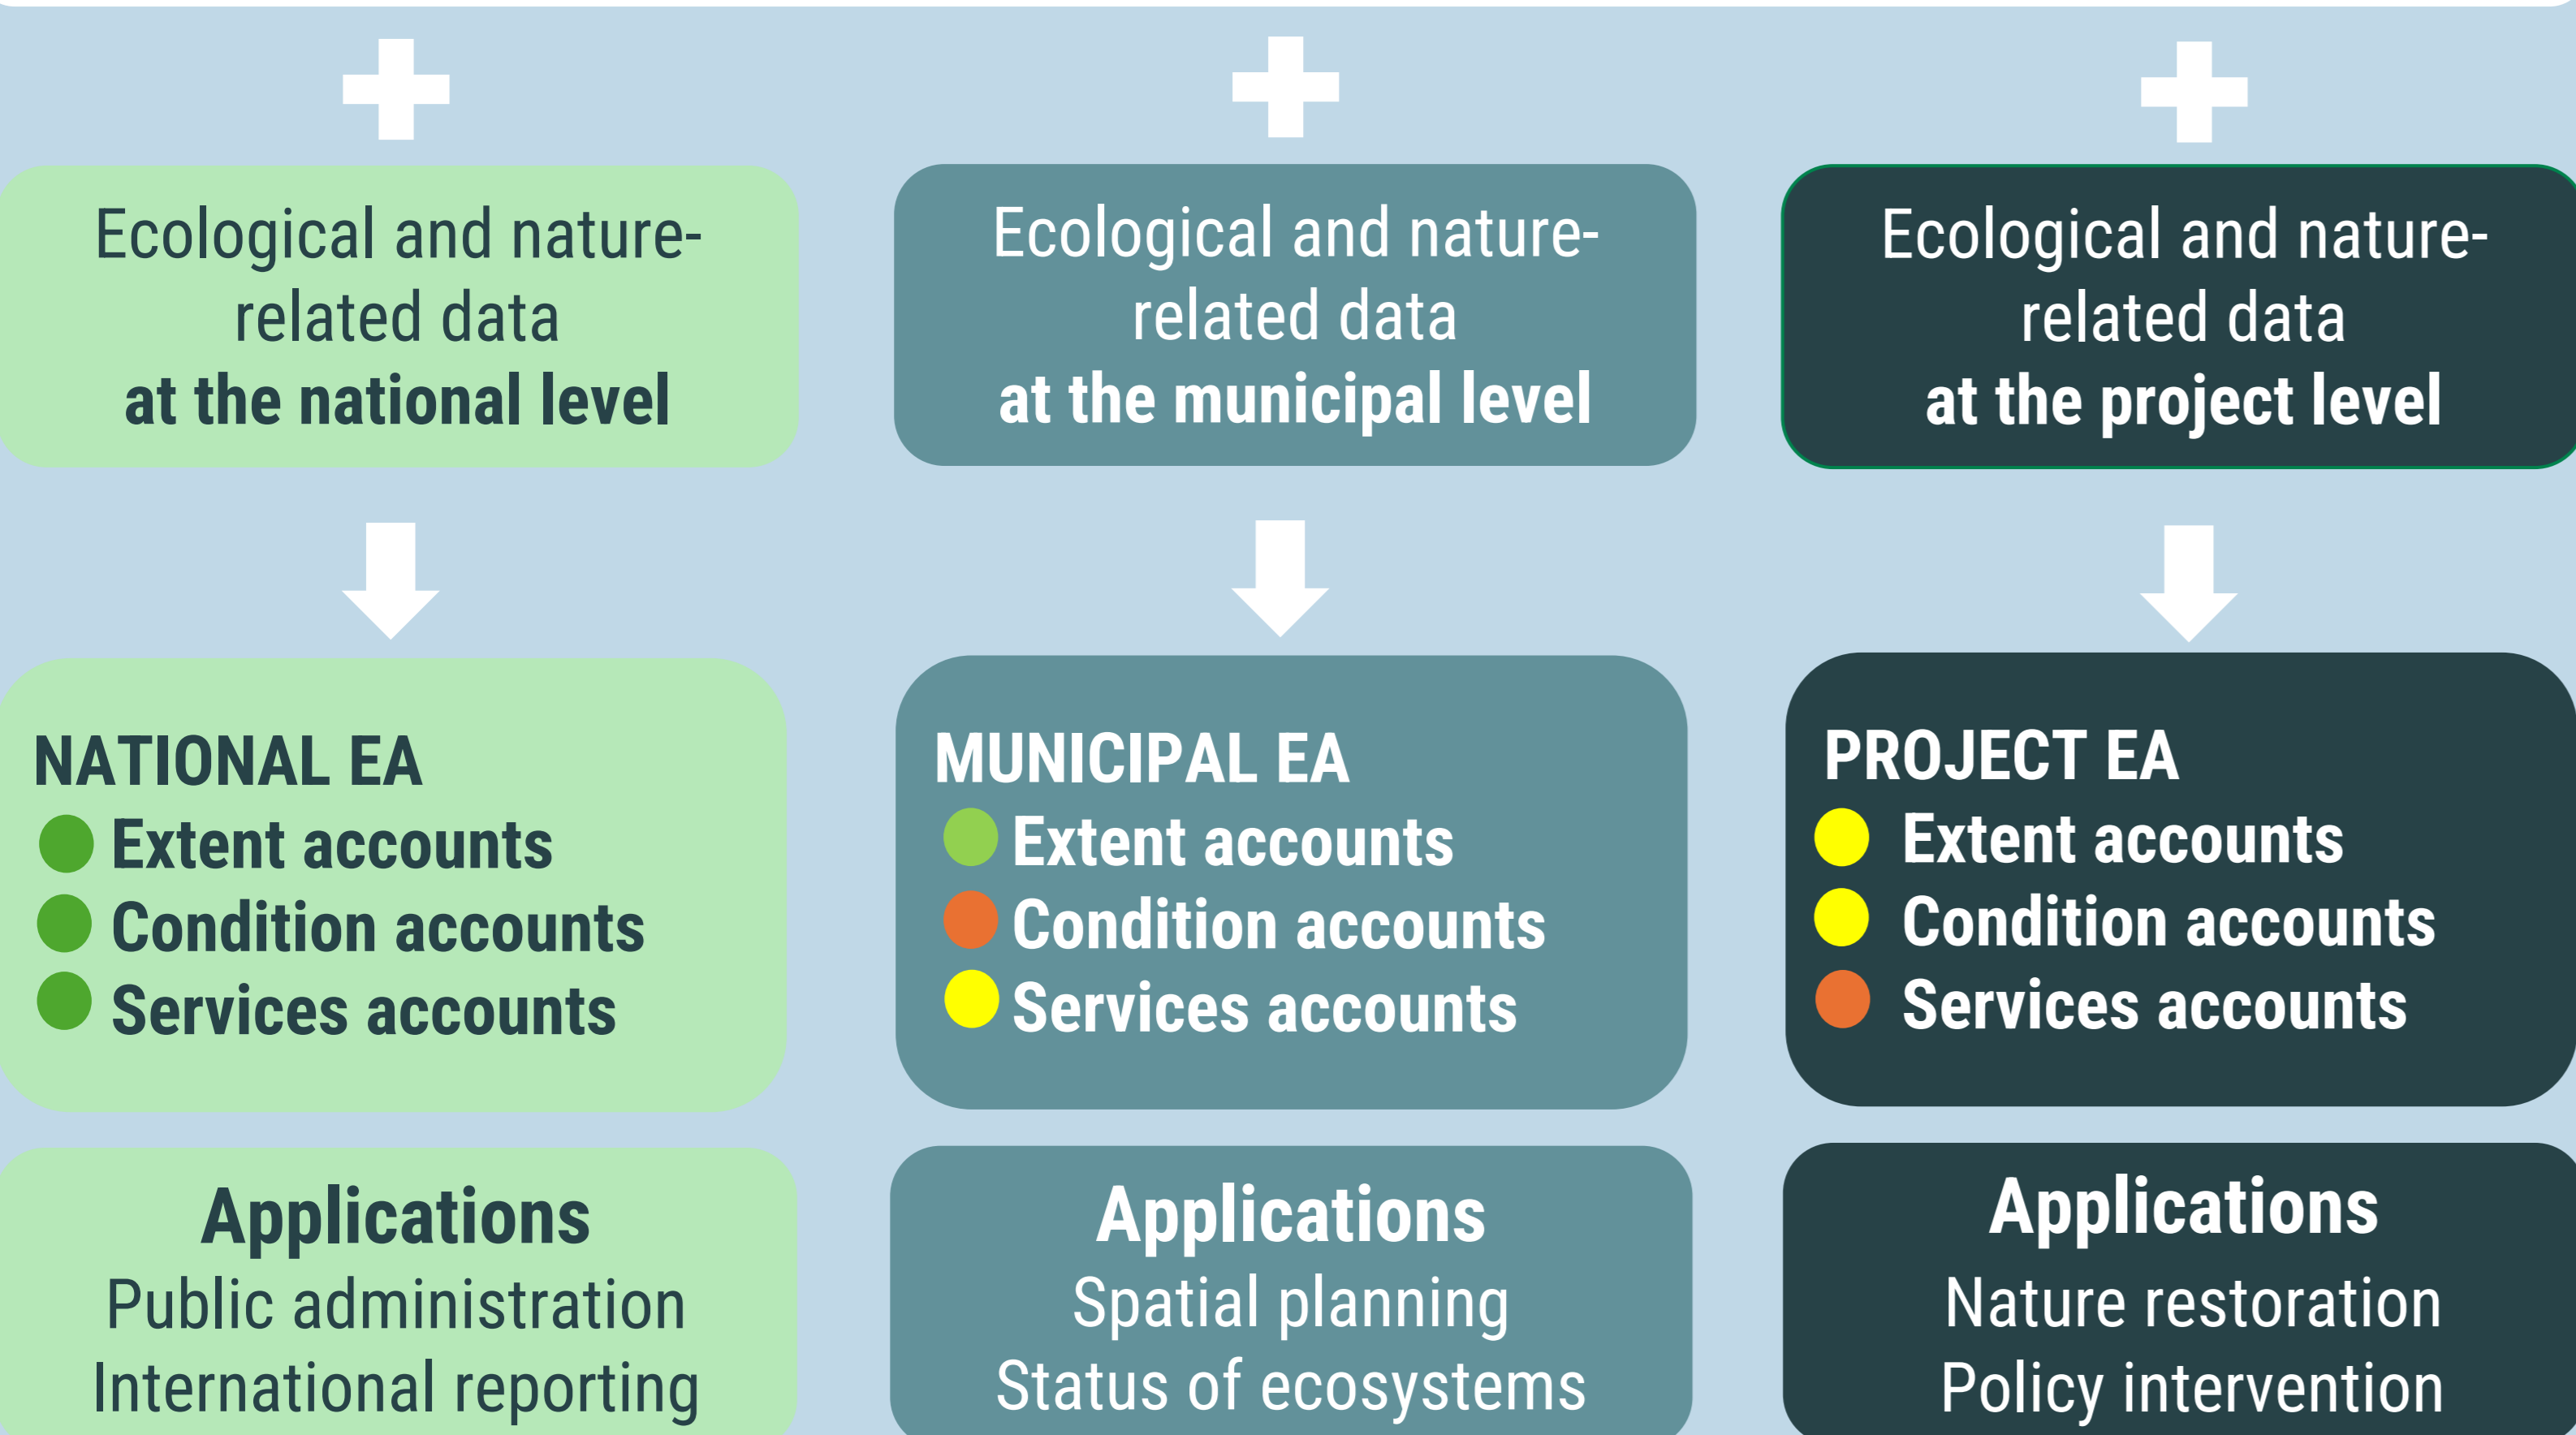 Ecological and nature-
related data
at the national level
Ecological and nature-
related data
at the municipal level
Ecological and nature-
related data
at the project level
NATIONAL EA
Extent accounts
Condition accounts
Services accounts
MUNICIPAL EA
Extent accounts
Condition accounts
Services accounts
PROJECT EA
Extent accounts
Condition accounts
Services accounts
Applications
Public administration
International reporting
Applications
Spatial planning
Status of ecosystems
Applications
Nature restoration
Policy intervention